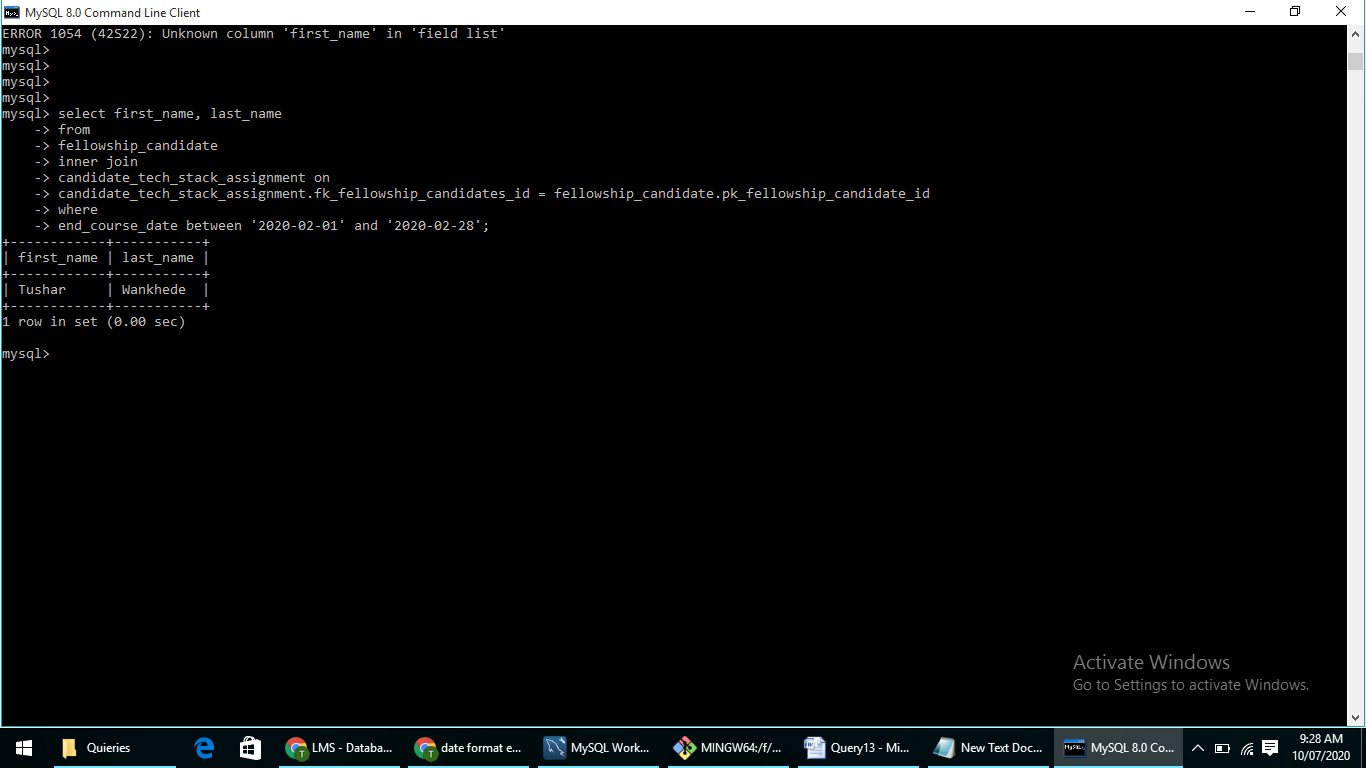 MySQL 8.0 Command Line Client
ERROR 1054 (42S22): Unknown column 'first_name' in 'field list'
mysql>
mysql>
mysql>
mysql>
mysql> select first_name, last_name
    -> from
    -> fellowship_candidate
    -> inner join
    -> candidate_tech_stack_assignment on
    -> candidate_tech_stack_assignment.fk_fellowship_candidates_id = fellowship_candidate.pk_fellowship_candidate_id
    -> where
    -> end_course_date between '2020-02-01' and '2020-02-28';
+------------+-----------+
| first_name | last_name |
+------------+-----------+
| Tushar     | Wankhede  |
+------------+-----------+
1 row in set (0.00 sec)
mysql>
Activate Windows
Go to Settings to activate Windows.
Quieries
LMS - Databa...
date format e...
MySQL Work...
MINGW64:/f/...
Query13 - Mi...
New Text Doc...
MySQL 8.0 Co...
9:28 AM
10/07/2020